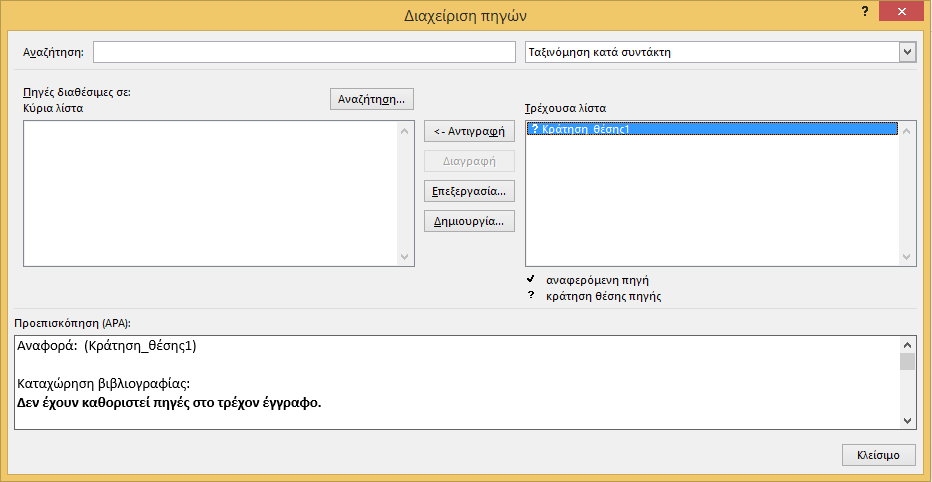 Διαχείριση πηγών
?
Αναζήτηση:
Ταξινόμηση κατά συντάκτη
Πηγές διαθέσιμες σε:
Κύρια λίστα
Αναζήτηση...
Τρέχουσα λίστα
? Κράτηση_θέσης1
<- Αντιγραφή
Διαγραφή
Επεξεργασία...
Δημιουργία...
αναφερόμενη πηγή
? κράτηση θέσης πηγής
Προεπισκόπηση (APA):
Αναφορά: (Κράτηση_θέσης1)
Καταχώρηση βιβλιογραφίας:
Δεν έχουν καθοριστεί πηγές στο τρέχον έγγραφο.
Κλείσιμο